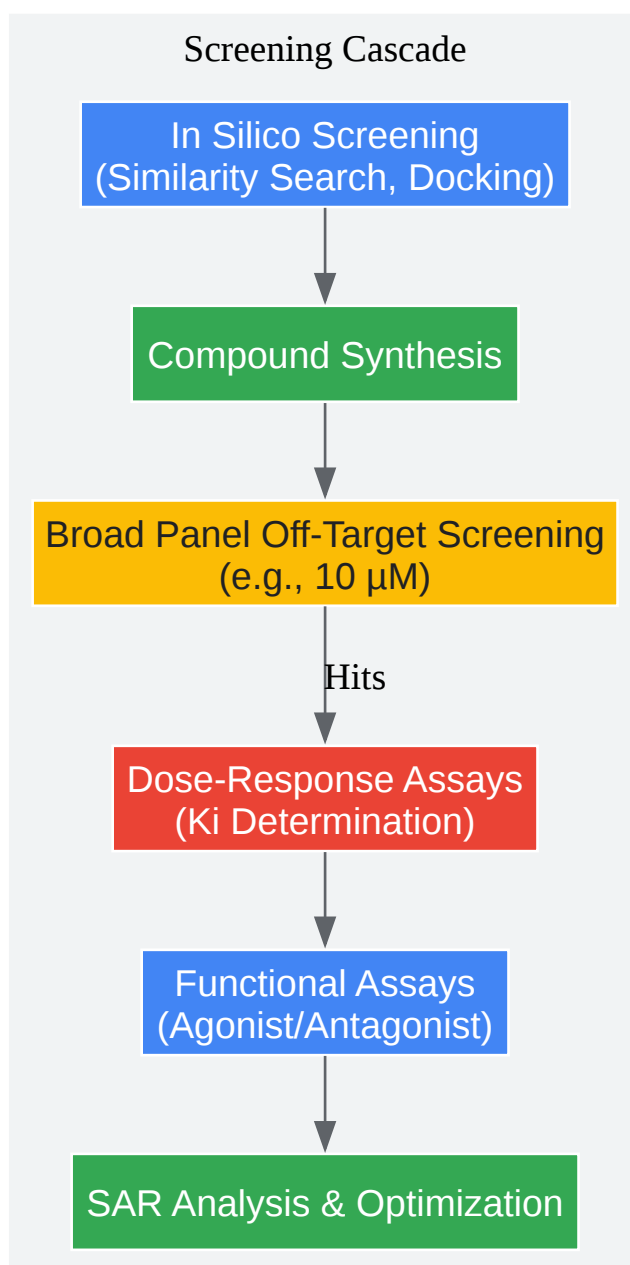 Screening Cascade
In Silico Screening
(Similarity Search, Docking)
Compound Synthesis
Broad Panel Off-Target Screening
(e.g., 10 µM)
Hits
Dose-Response Assays
(Ki Determination)
Functional Assays
(Agonist/Antagonist)
SAR Analysis & Optimization